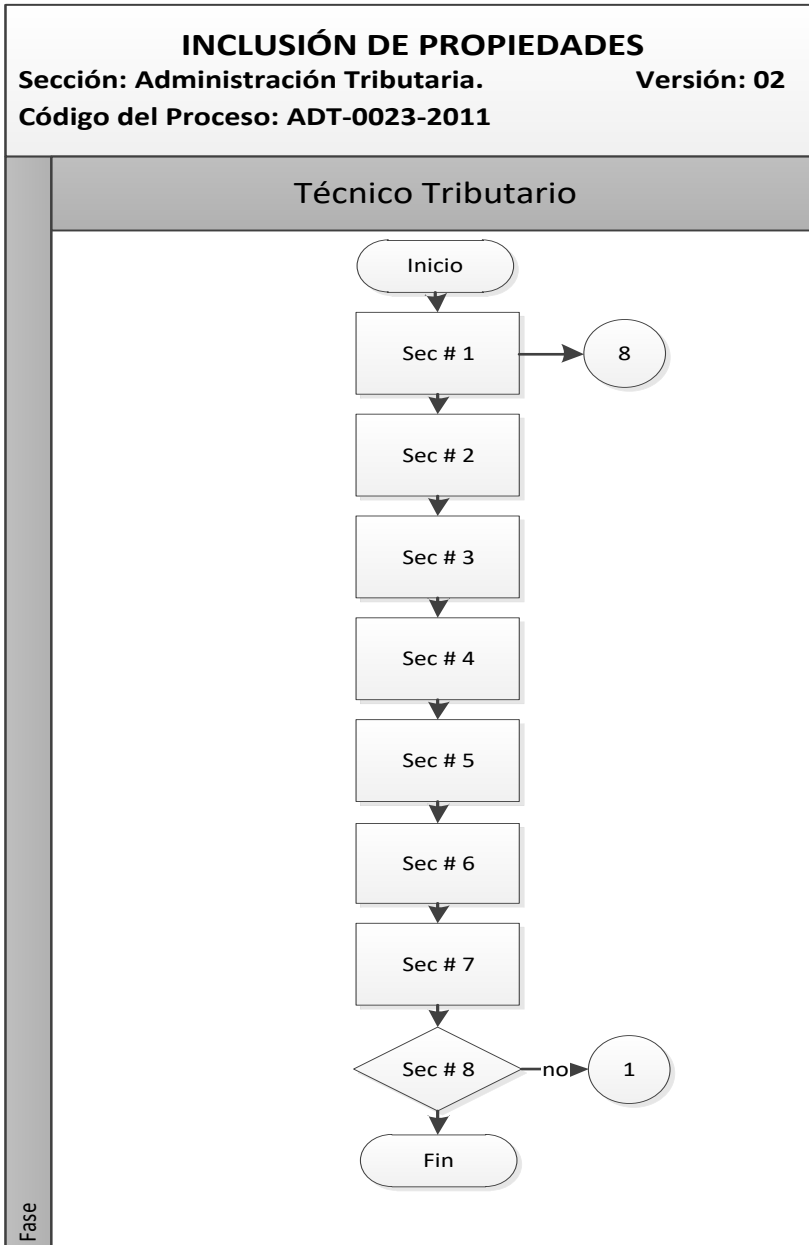 INCLUSIÓN DE PROPIEDADES
Sección: Administración Tributaria. Versión: 02
Código del Proceso: ADT-0023-2011
Técnico Tributario
Inicio
Sec # 1
8
Sec # 2
Sec # 3
Sec # 4
Sec # 5
Sec # 6
Sec # 7
Sec # 8
no
1
Fin
Fase